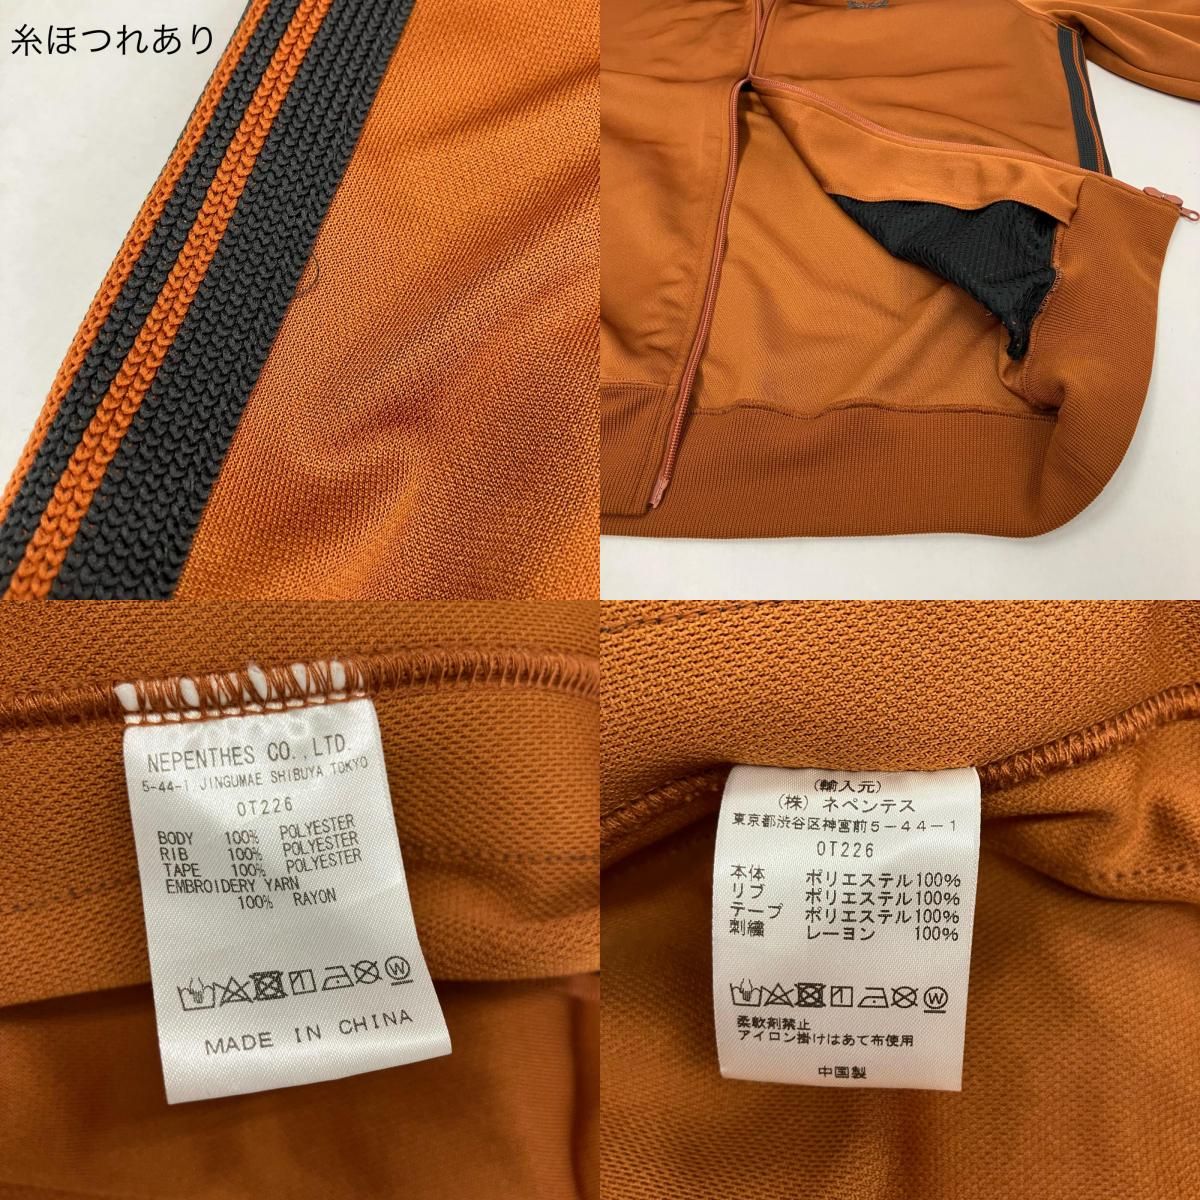 糸ほつれあり
NEPENTHES CO.,LTD.
5-44-1 JINGUMAE SHIBUYA TOKYO
OT226
BODY 100% POLYESTER
RIB 100% POLYESTER
TAPE 100% POLYESTER
EMBROIDERY YARN
100% RAYON
W
MADE IN CHINA
(輸入元)
(株) ネペンテス
東京都渋谷区神宮前5-44-1
OT226
本体 ポリエステル100%
リブ ポリエステル100%
テープ ポリエステル100%
刺繍 レーヨン 100%
W
柔軟剤禁止
アイロン掛けはあて布使用
中国製